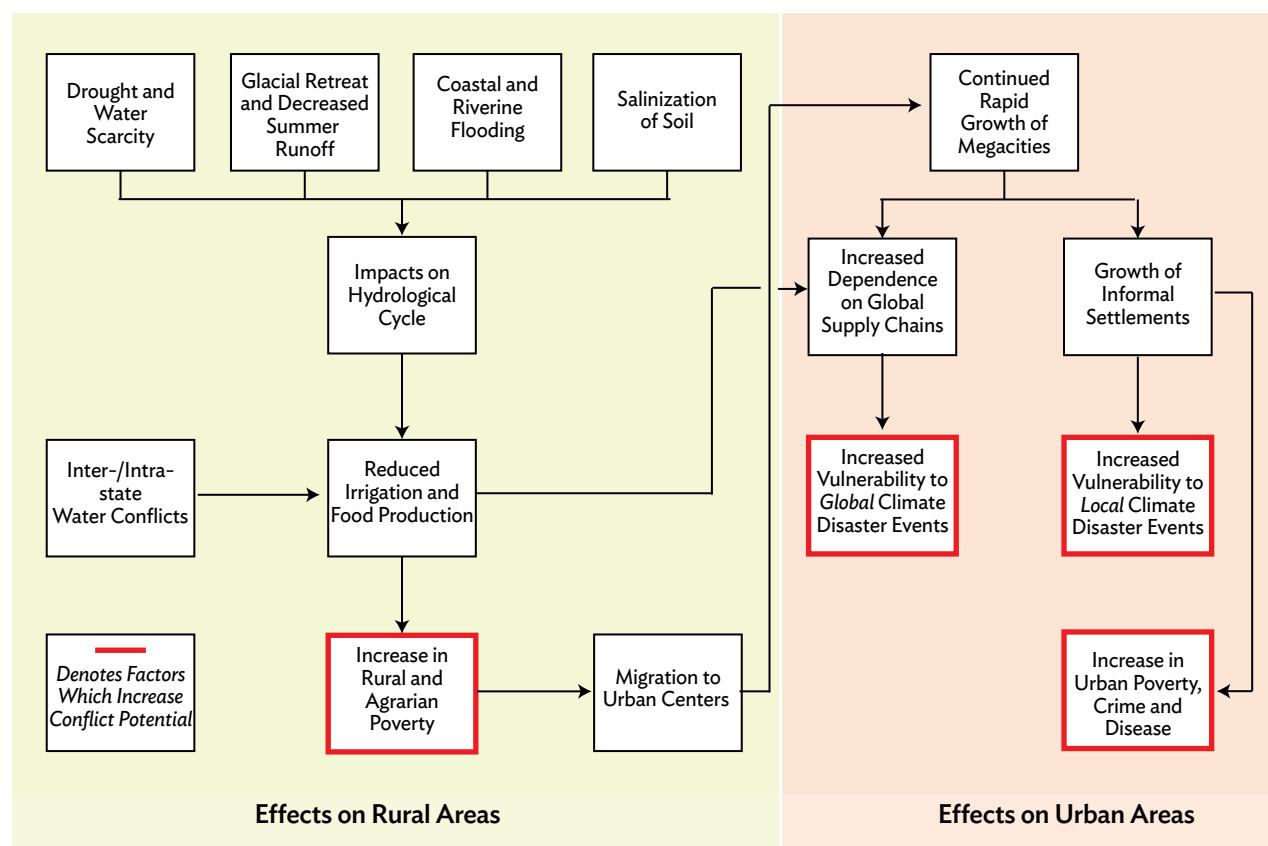 Drought and
Water
Scarcity
Glacial Retreat
and Decreased
Summer
Runoff
Coastal and
Riverine
Flooding
Salinization
of Soil
Continued
Rapid
Growth of
Megacities
Impacts on
Hydrological
Cycle
Increased
Dependence
on Global
Supply Chains
Growth of
Informal
Settlements
Inter-/Intra-
state
Water Conflicts
Reduced
Irrigation and
Food Production
Increased
Vulnerability to
Global Climate
Disaster Events
Increased
Vulnerability to
Local Climate
Disaster Events
Denotes Factors
Which Increase
Conflict Potential
Increase in
Rural and
Agrarian
Poverty
Migration to
Urban Centers
Increase in
Urban Poverty,
Crime and
Disease
Effects on Rural Areas
Effects on Urban Areas